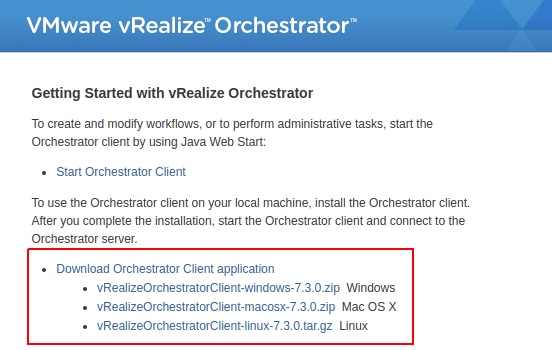 VMware vRealize™ Orchestrator™
Getting Started with vRealize Orchestrator
To create and modify workflows, or to perform administrative tasks, start the
Orchestrator client by using Java Web Start:
• Start Orchestrator Client
To use the Orchestrator client on your local machine, install the Orchestrator client.
After you complete the installation, start the Orchestrator client and connect to the
Orchestrator server.
• Download Orchestrator Client application
• vRealizeOrchestratorClient-windows-7.3.0.zip Windows
• vRealizeOrchestratorClient-macosx-7.3.0.zip Mac OS X
• vRealizeOrchestratorClient-linux-7.3.0.tar.gz Linux